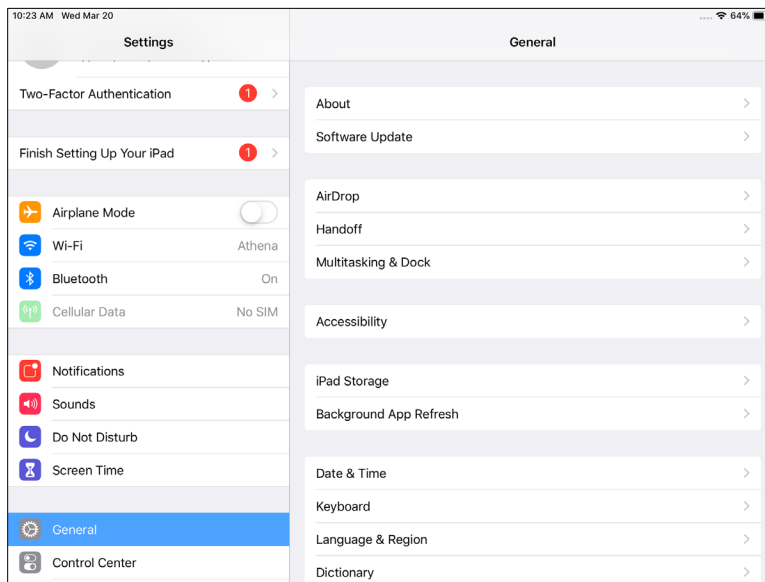 10:23 AM Wed Mar 20
64%
Settings
Two-Factor Authentication 1
Finish Setting Up Your iPad 1
Airplane Mode
Wi-Fi Athena
Bluetooth On
Cellular Data No SIM
Notifications
Sounds
Do Not Disturb
Screen Time
General
Control Center
General
About
Software Update
AirDrop
Handoff
Multitasking & Dock
Accessibility
iPad Storage
Background App Refresh
Date & Time
Keyboard
Language & Region
Dictionary